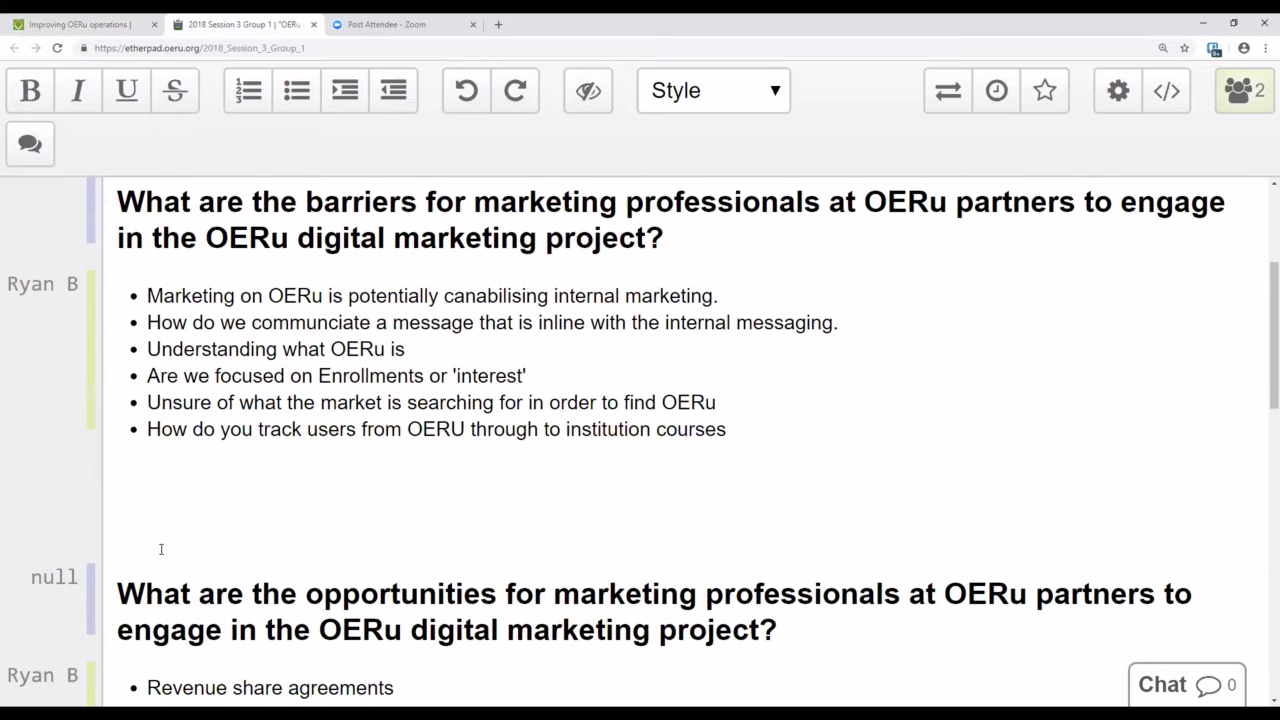 Improving OERu operations |
2018 Session 3 Group 1 | "OERu
Post Attendee - Zoom
https://etherpad.oeru.org/2018_Session_3_Group_1
B I U S
Style
2
What are the barriers for marketing professionals at OERu partners to engage
in the OERu digital marketing project?
Ryan B
Marketing on OERu is potentially canabilising internal marketing.
How do we communciate a message that is inline with the internal messaging.
Understanding what OERu is
Are we focused on Enrollments or 'interest'
Unsure of what the market is searching for in order to find OERu
How do you track users from OERU through to institution courses
null
What are the opportunities for marketing professionals at OERu partners to
engage in the OERu digital marketing project?
Ryan B
Revenue share agreements
Chat 0